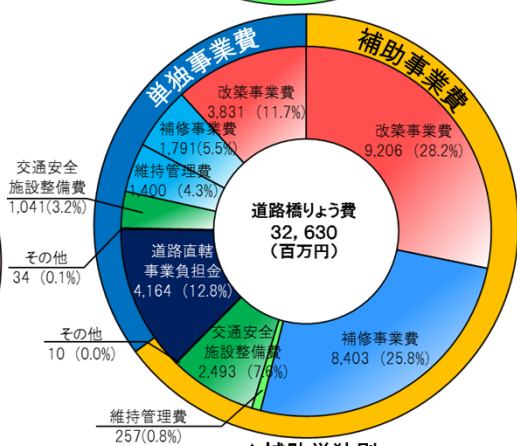 単独事業費
補助事業費
改築事業費
3,831 (11.7%)
補修事業費
1,791(5.5%)
維持管理費
1,400 (4.3%)
交通安全
施設整備費
1,041(3.2%)
その他
34 (0.1%)
道路直轄
事業負担金
4,164 (12.8%)
その他
10 (0.0%)
交通安全
施設整備費
2,493 (7.6%)
維持管理費
257(0.8%)
補修事業費
8,403 (25.8%)
改築事業費
9,206 (28.2%)
道路橋りょう費
32,630
(百万円)